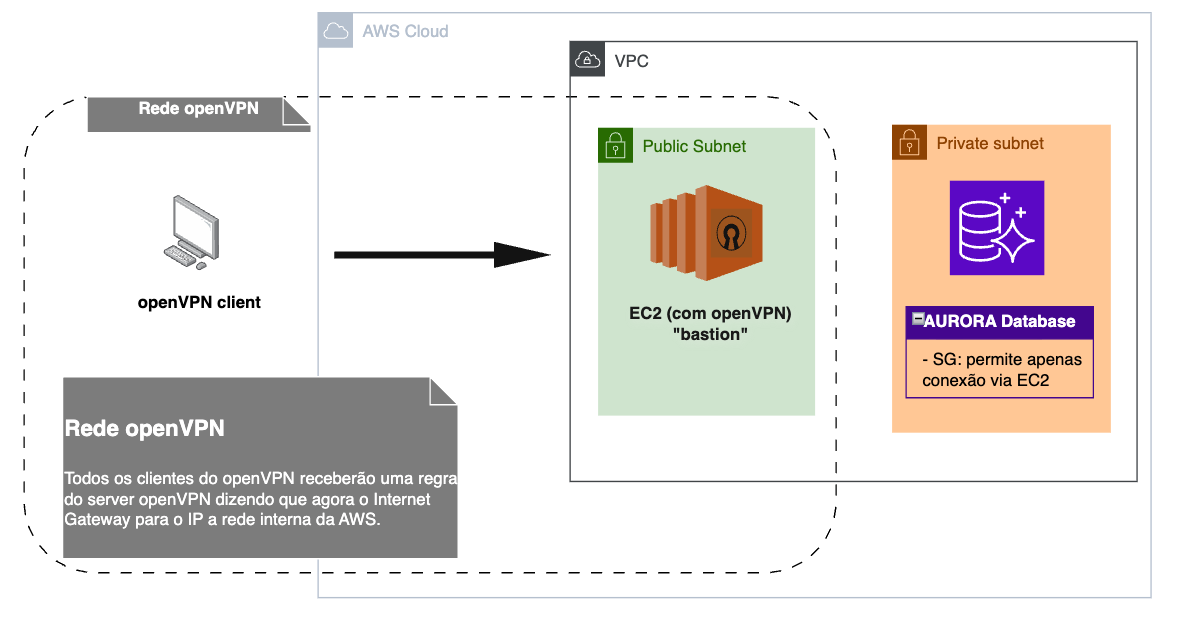 AWS Cloud
VPC
Rede openVPN
Public Subnet
Private subnet
openVPN client
EC2 (com openVPN)
"bastion"
AURORA Database
- SG: permite apenas
conexão via EC2
Rede openVPN
Todos os clientes do openVPN receberão uma regra
do server openVPN dizendo que agora o Internet
Gateway para o IP a rede interna da AWS.